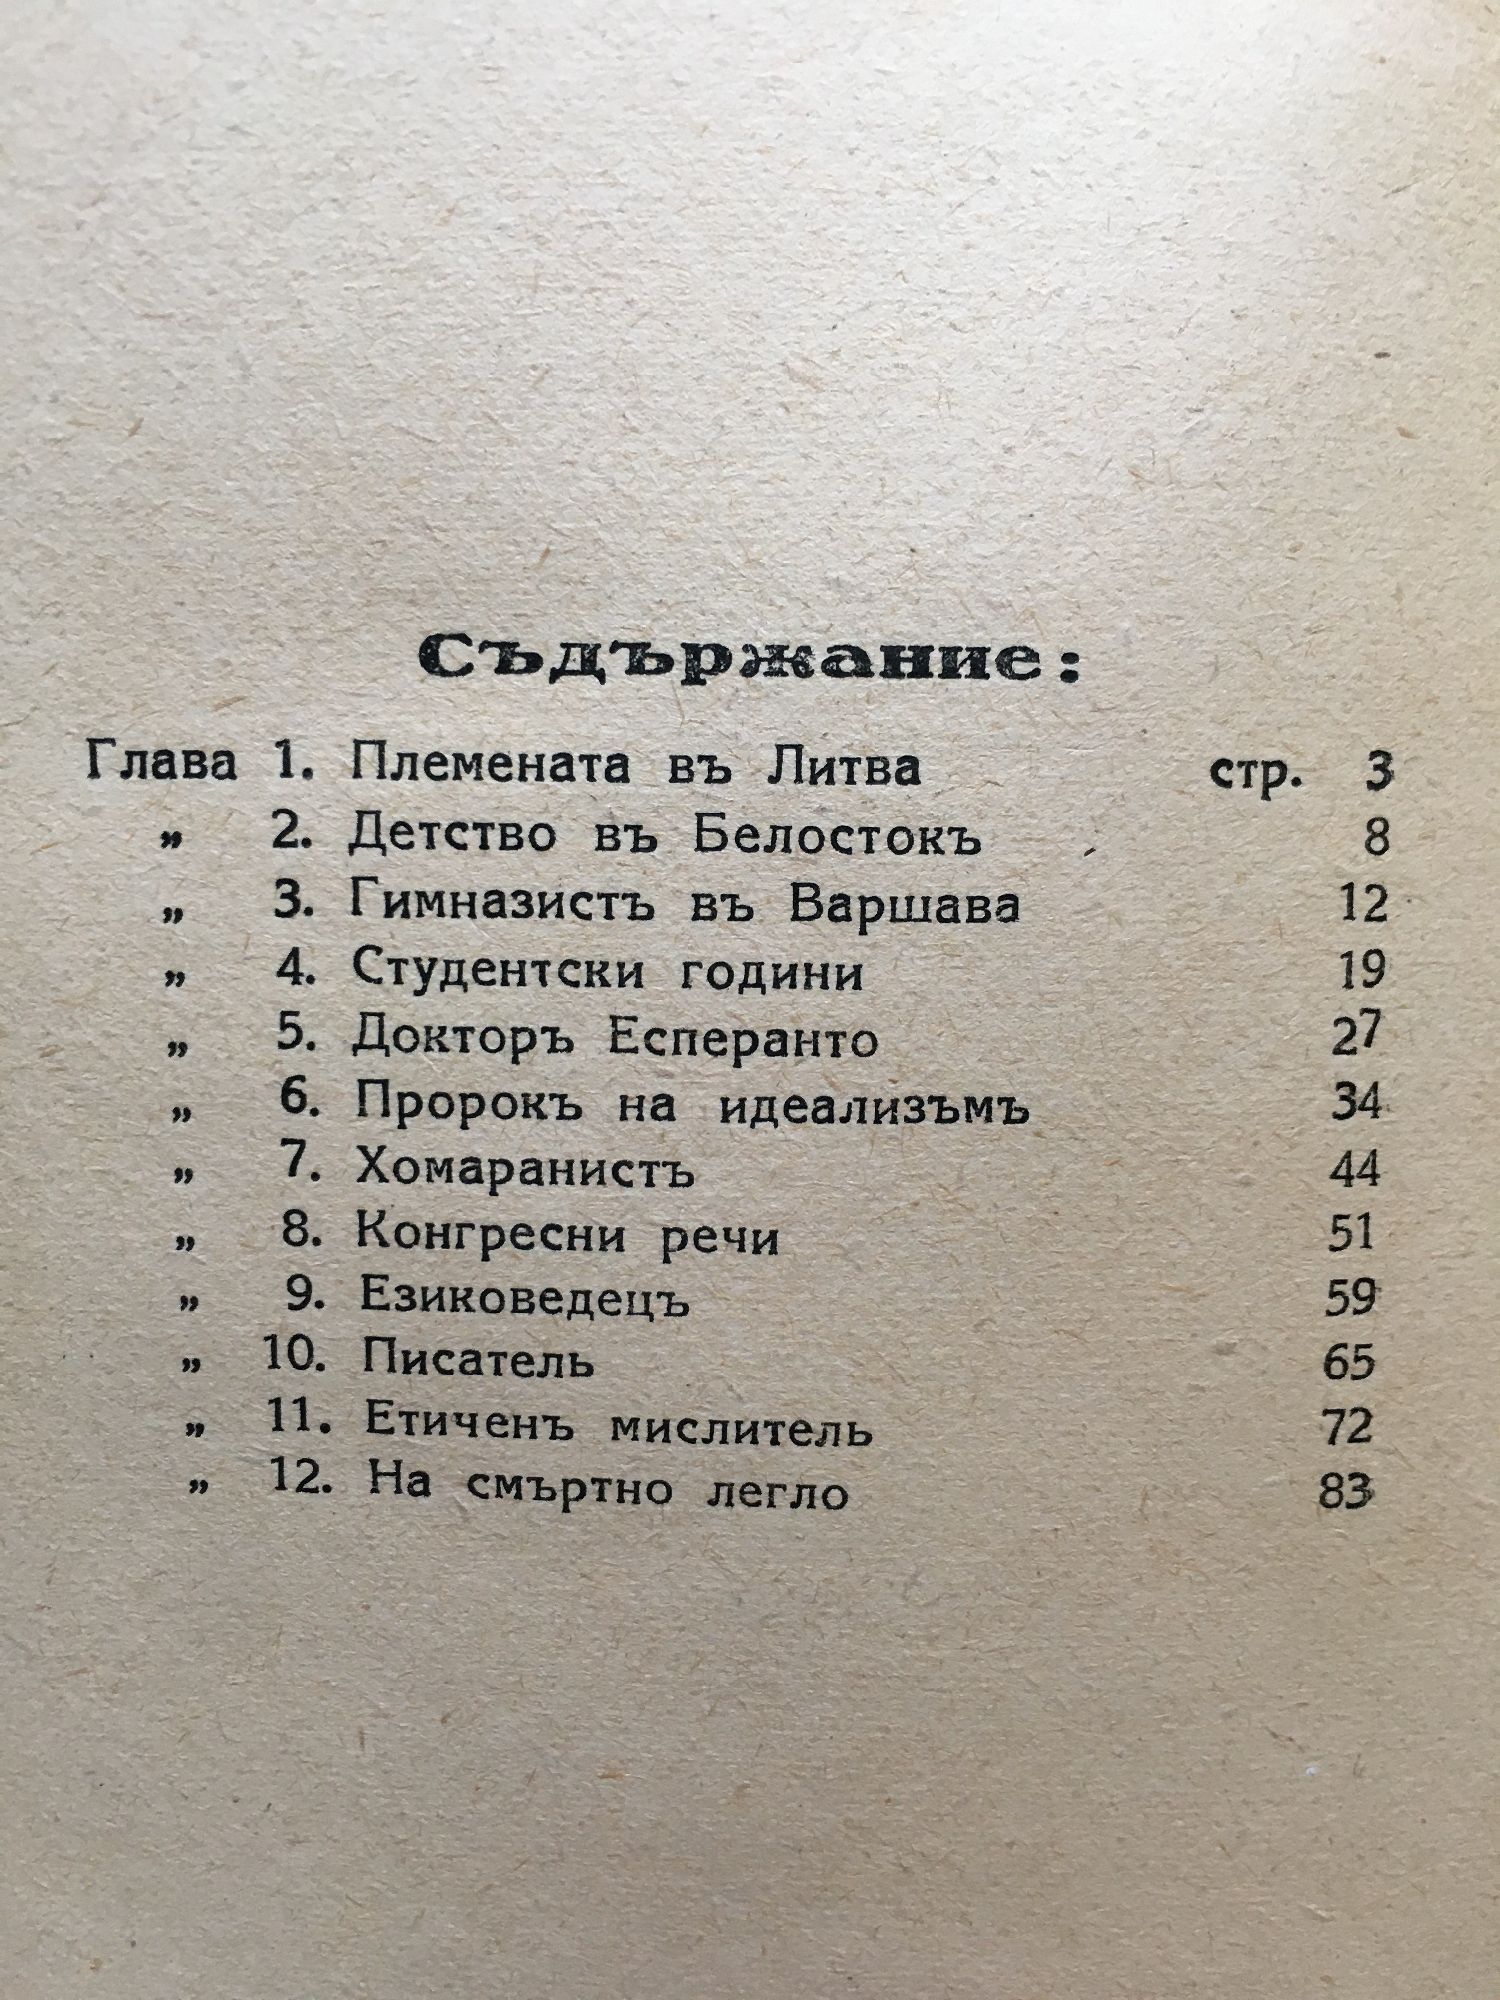 Съдържание:
Глава 1. Племената въ Литва стр. 3
„ 2. Детство въ Белостокъ 8
„ 3. Гимназистъ въ Варшава 12
„ 4. Студентски години 19
„ 5. Докторъ Есперанто 27
„ 6. Пророкъ на идеализъмъ 34
„ 7. Хомаранистъ 44
„ 8. Конгресни речи 51
„ 9. Езиковедецъ 59
„ 10. Писатель 65
„ 11. Етиченъ мислитель 72
„ 12. На смъртно легло 83